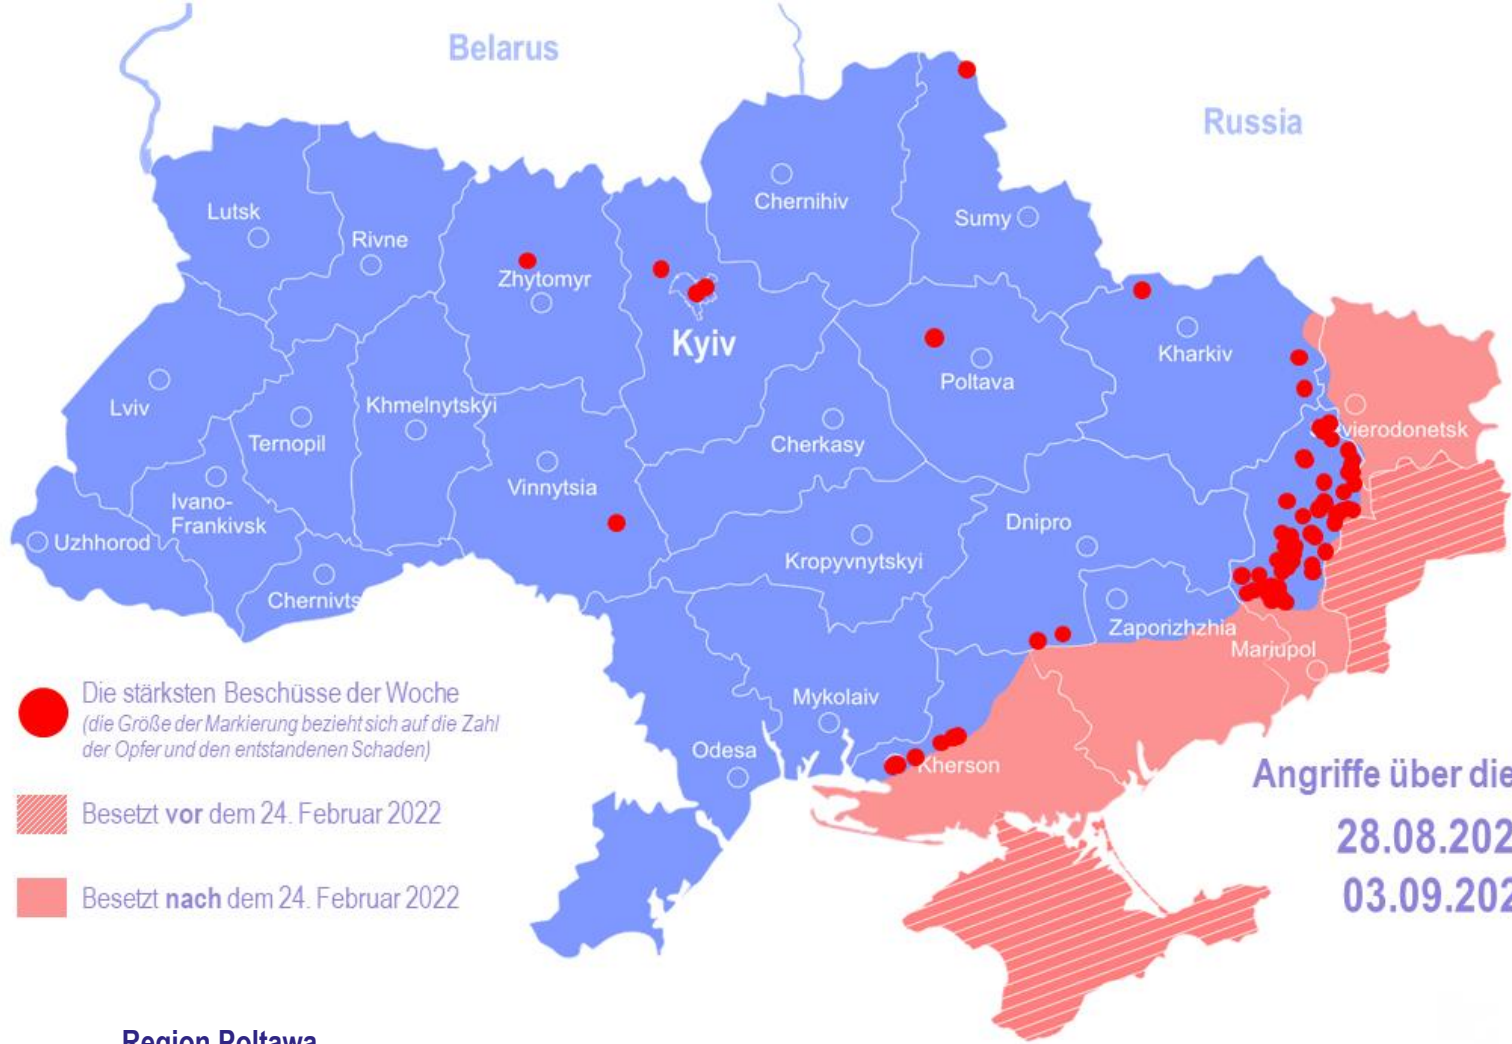 Belarus
Russia
Chernihiv
Lutsk
Sumy
Rivne
Zhytomyr
Kyiv
Kharkiv
Poltava
Lviv
Khmelnytskyi
Ternopil
Cherkasy
vierodonetsk
Vinnytsia
Ivano-
Frankivsk
Dnipro
Uzhhorod
Kropyvnytskyi
Chernivts
Zaporizhzhia
Mariupol
Mykolaiv
Odesa
Kherson
Die stärksten Beschüsse der Woche
(die Größe der Markierung bezieht sich auf die Zahl
der Opfer und den entstandenen Schaden)
Besetzt vor dem 24. Februar 2022
Besetzt nach dem 24. Februar 2022
Angriffe über die
28.08.202
03.09.202
Region Poltawa